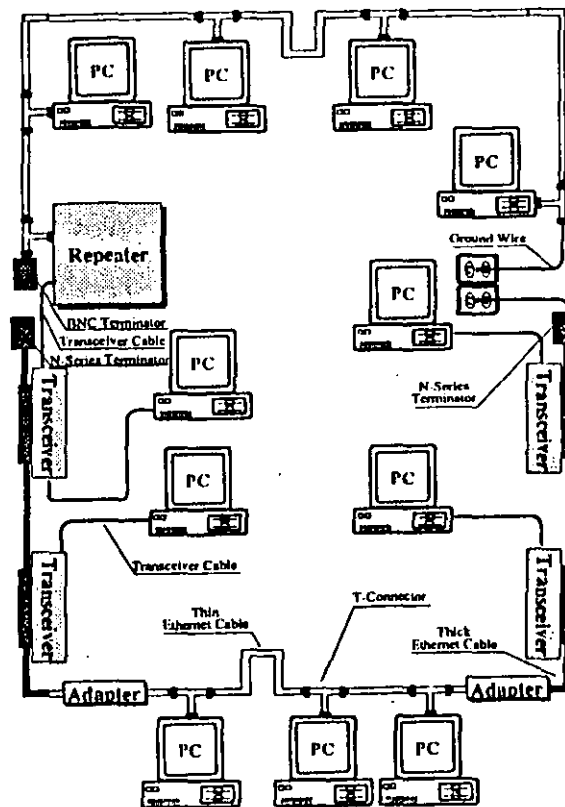 PC
PC
PC
PC
Ground Wire
Repeater
PC
BNC Terminator
Transceiver Cable
N-Series Terminator
PC
N-Series
Terminator
Transceiver
Transceiver
PC
PC
Transceiver Cable
Transceiver
Transceiver
T-Connector
Thin
Ethernet Cable
Thick
Ethernet Cable
Adapter
Adapter
PC
PC
PC